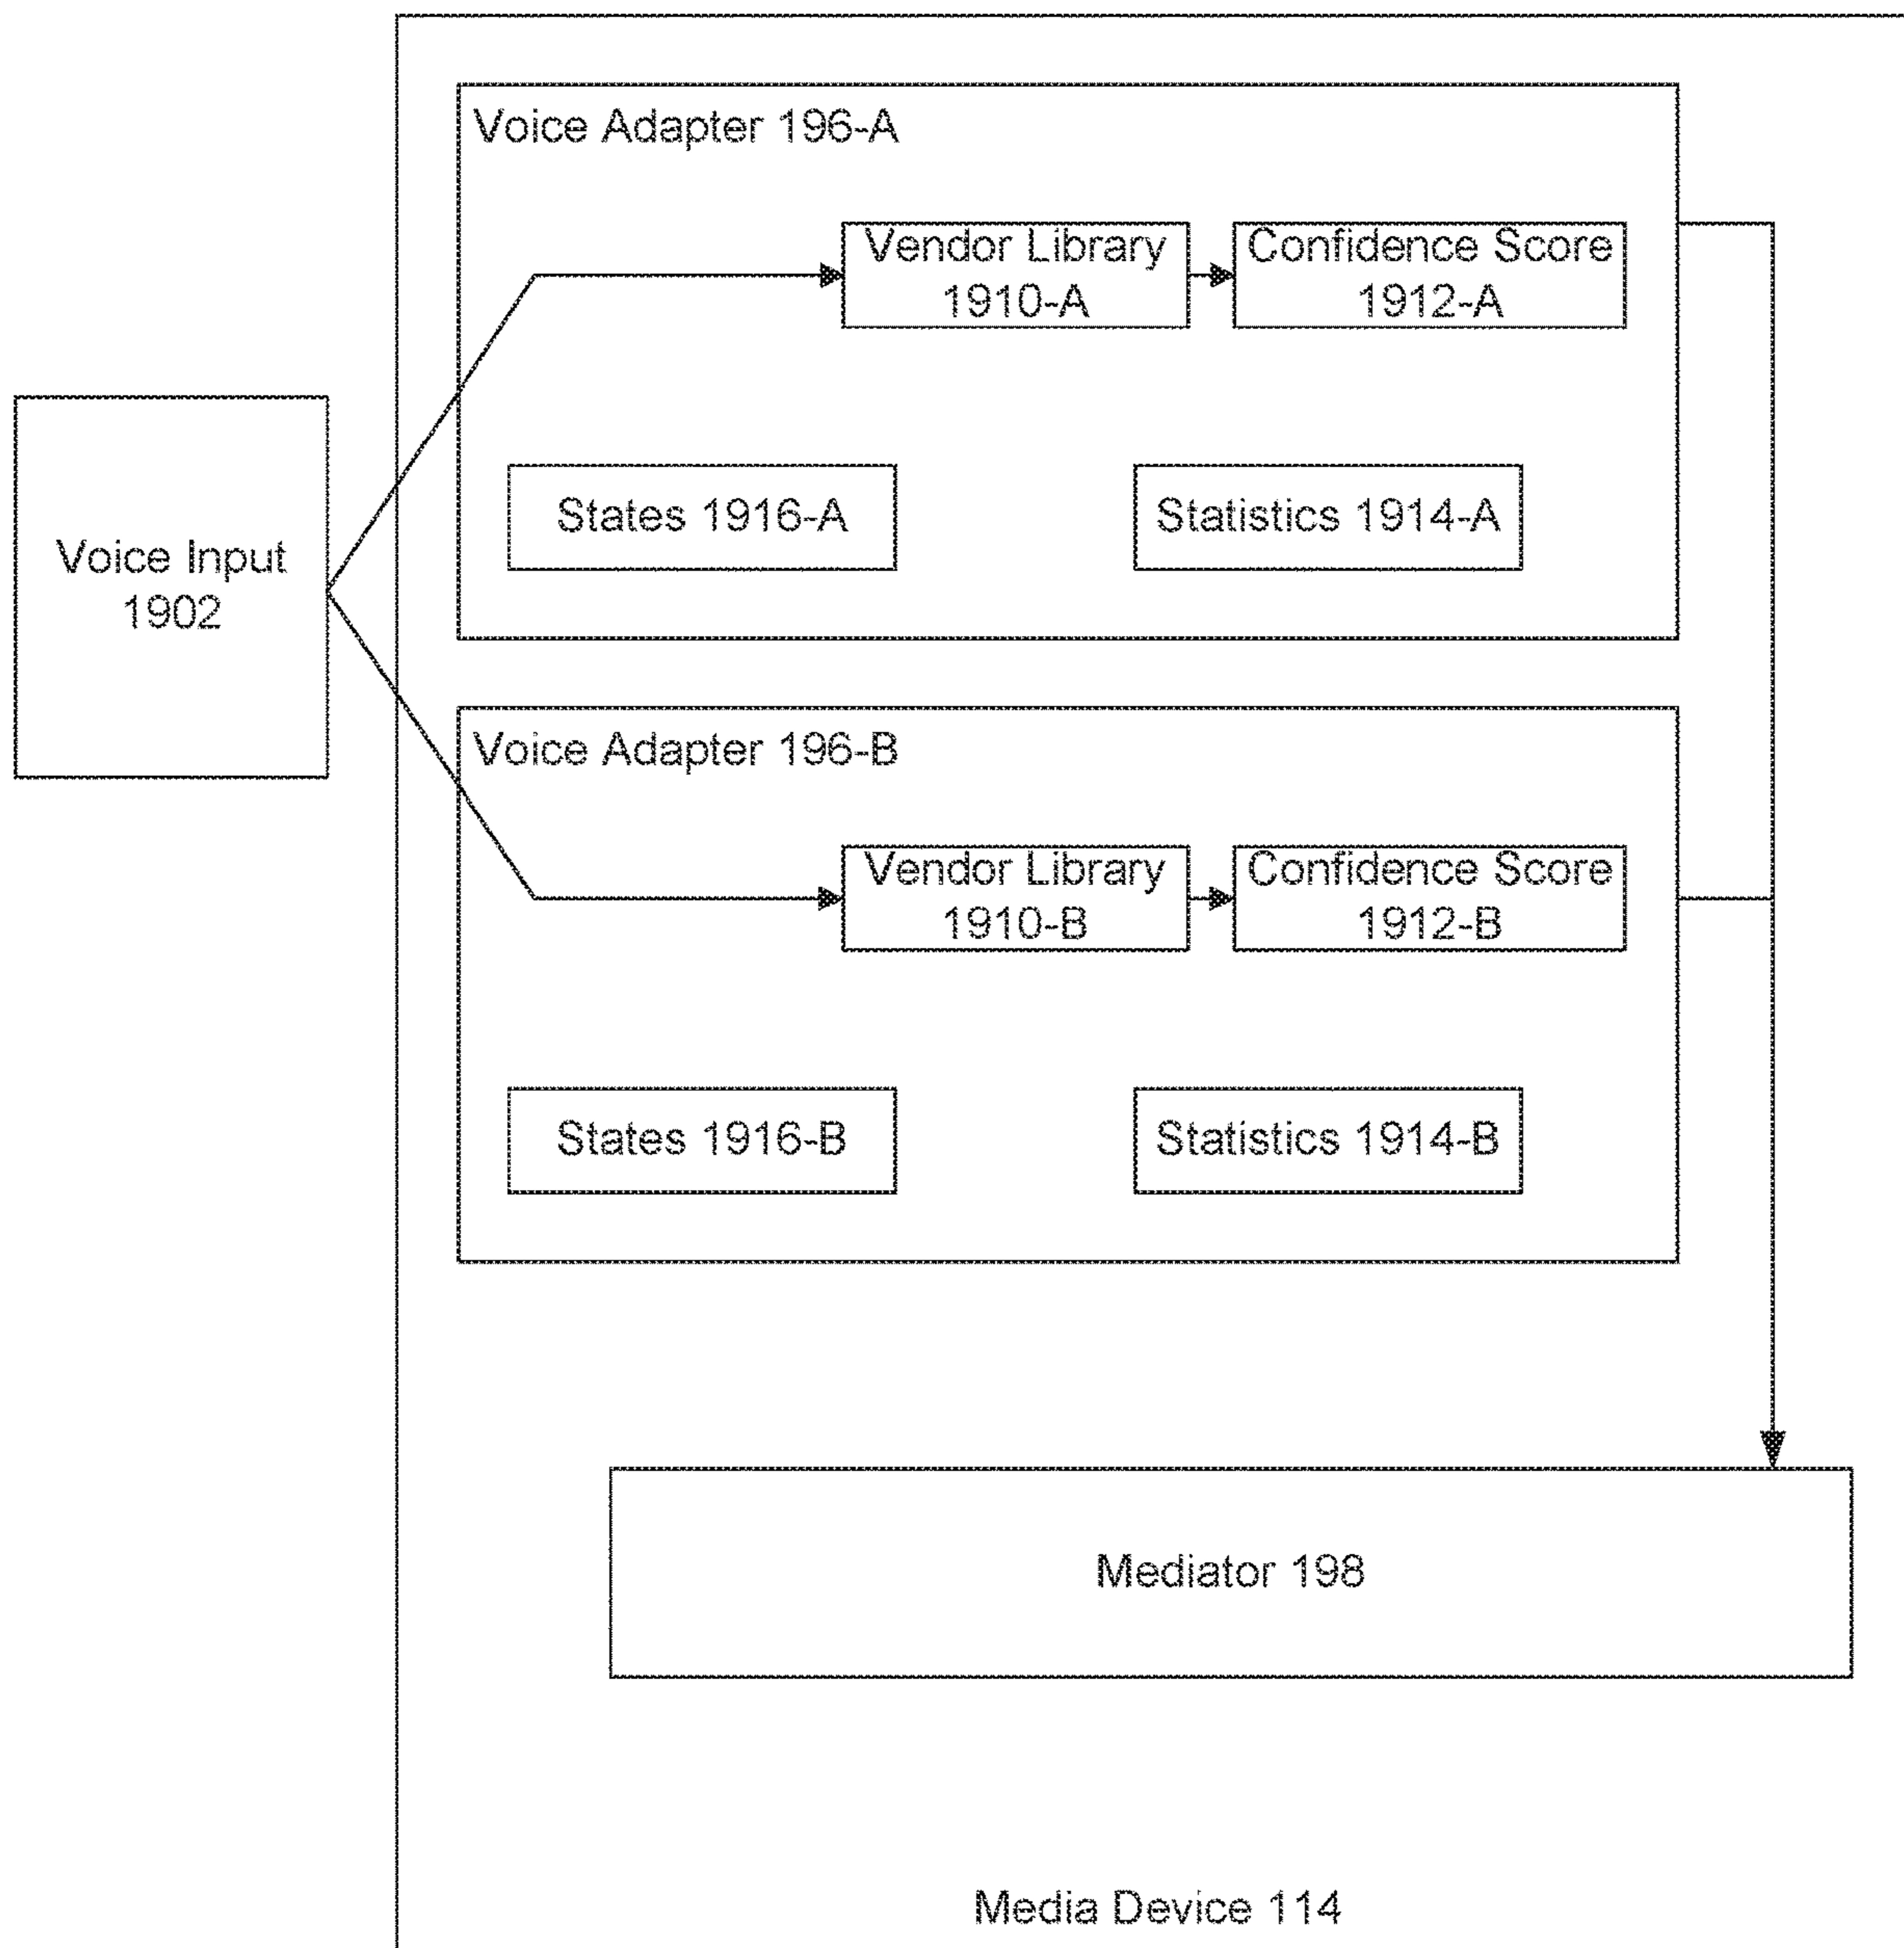 Voice Adapter 196-A
Vendor Library
1910-A
Confidence Score
1912-A
States 1916-A
Statistics 1914-A
Voice Input
1902
Voice Adapter 196-B
Vendor Library
1910-B
Confidence Score
1912-B
States 1916-B
Statistics 1914-B
Mediator 198
Media Device 114